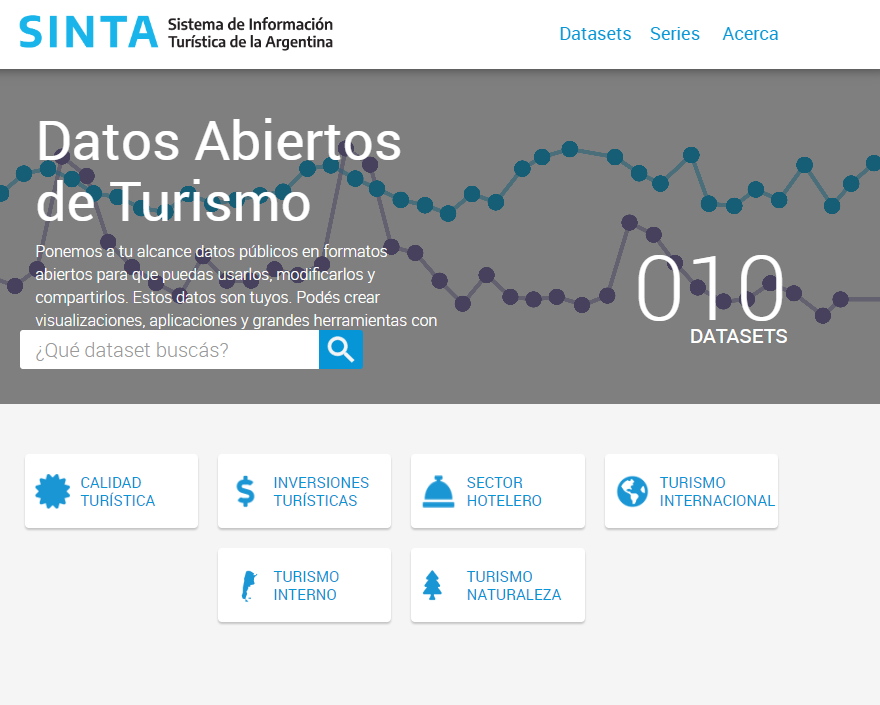 SINTA
Sistema de Información
Turística de la Argentina
Datasets Series Acerca
Datos Abiertos
de Turismo
Ponemos a tu alcance datos públicos en formatos
abiertos para que puedas usarlos, modificarlos y
compartirlos. Estos datos son tuyos. Podés crear
visualizaciones, aplicaciones y grandes herramientas con
¿Qué dataset buscás?
010
DATASETS
CALIDAD
TURÍSTICA
INVERSIONES
TURÍSTICAS
SECTOR
HOTELERO
TURISMO
INTERNACIONAL
TURISMO
INTERNO
TURISMO
NATURALEZA